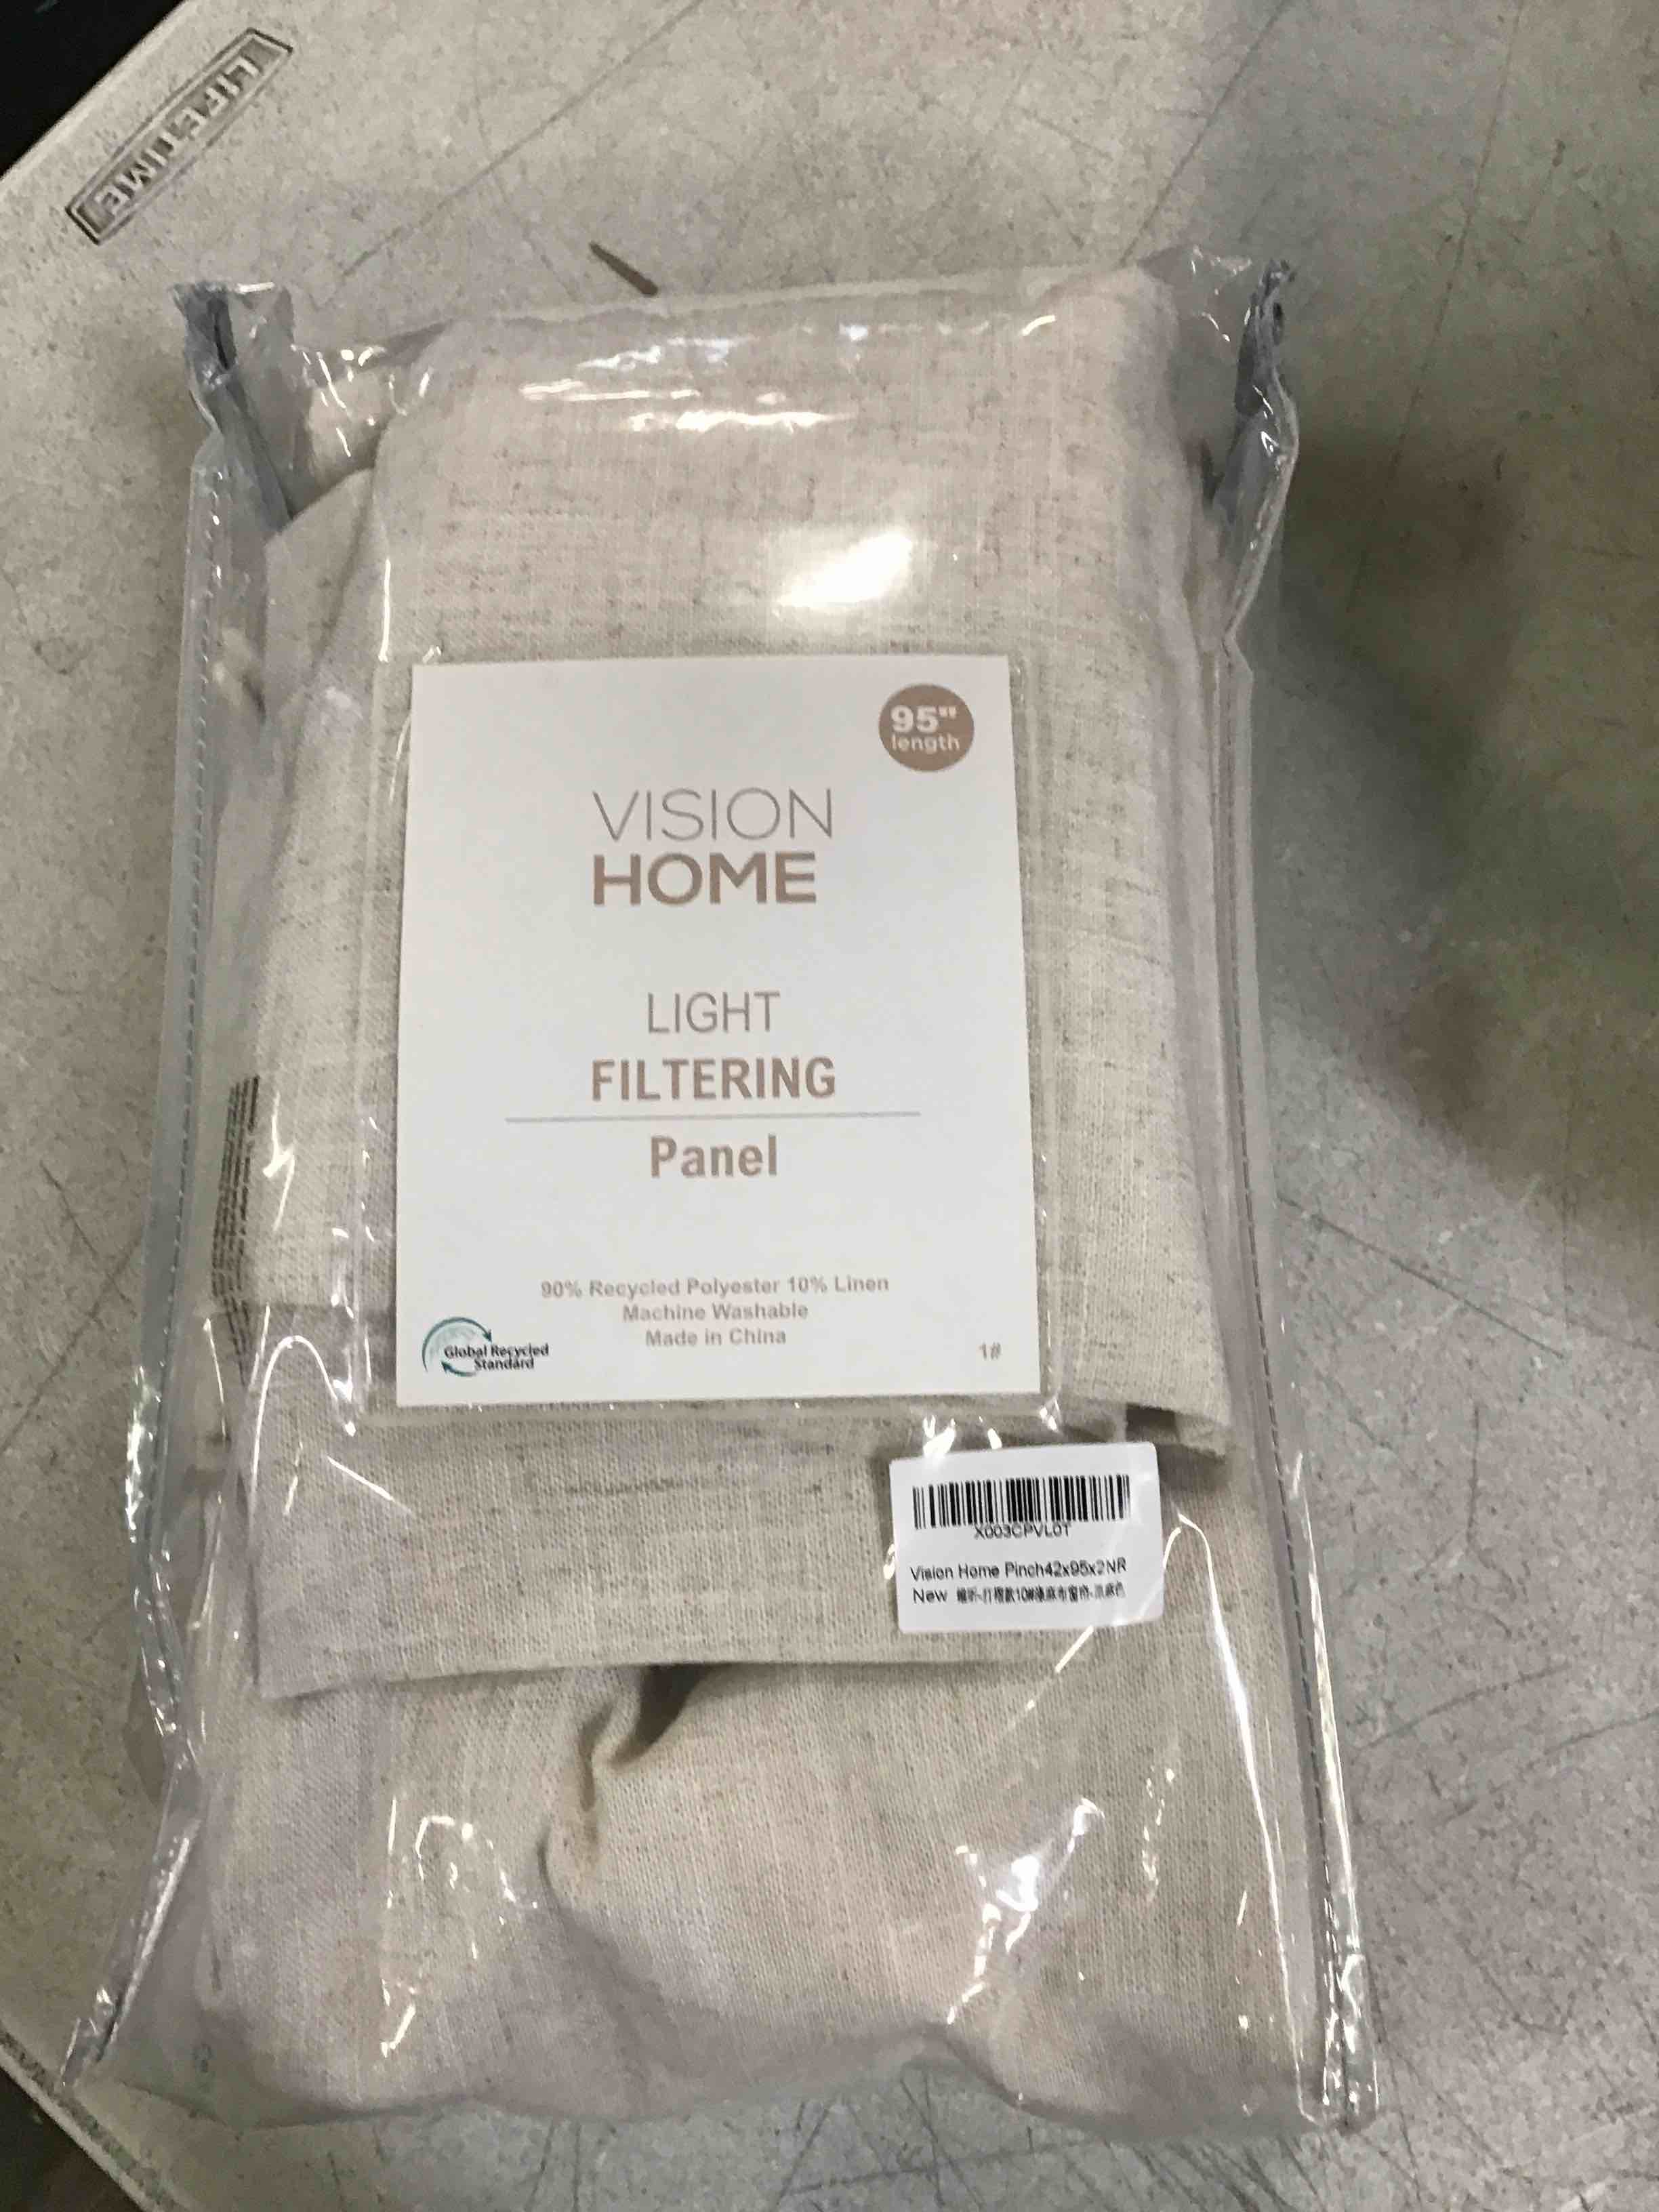 LIFETIME
95"
length
VISION
HOME
LIGHT
FILTERING
Panel
90% Recycled Polyester 10% Linen
Machine Washable
Made in China
Global Recycled
Standard
1#
X003CPVL0T
Vision Home Pinch42x95x2NR
New